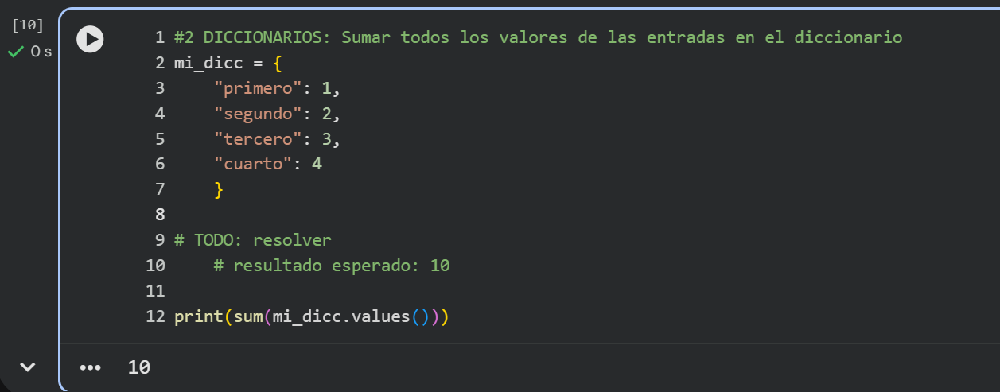 [10]
0 s
1 #2 DICCIONARIOS: Sumar todos los valores de las entradas en el diccionario
2 mi_dicc = {
3     "primero": 1,
4     "segundo": 2,
5     "tercero": 3,
6     "cuarto": 4
7     }
8
9 # TODO: resolver
10     # resultado esperado: 10
11
12 print(sum(mi_dicc.values()))
10